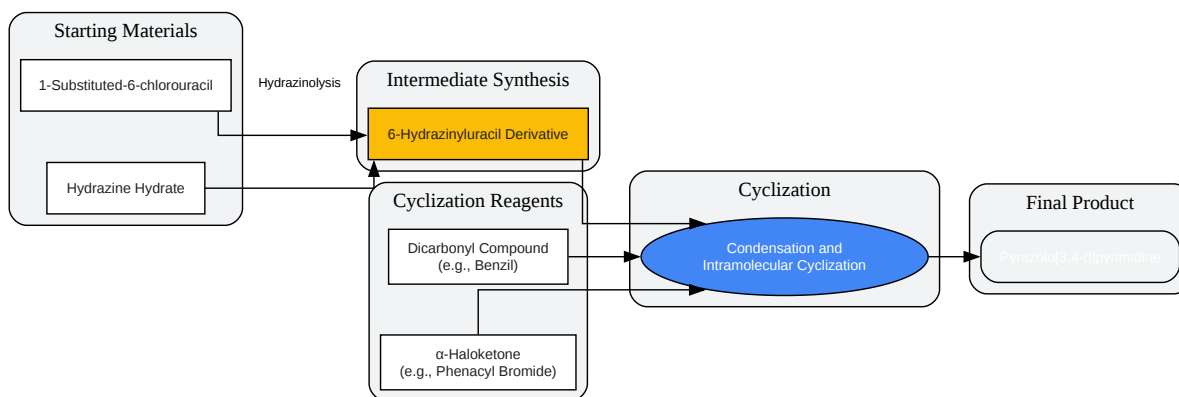 Starting Materials
1-Substituted-6-chlorouracil
Hydrazine Hydrate
Hydrazinolysis
Intermediate Synthesis
6-Hydrazinyluracil Derivative
Cyclization Reagents
Dicarbonyl Compound
(e.g., Benzil)
α-Haloketone
(e.g., Phenacyl Bromide)
Cyclization
Condensation and
Intramolecular Cyclization
Final Product
Pyrazolo[3,4-d]pyrimidine